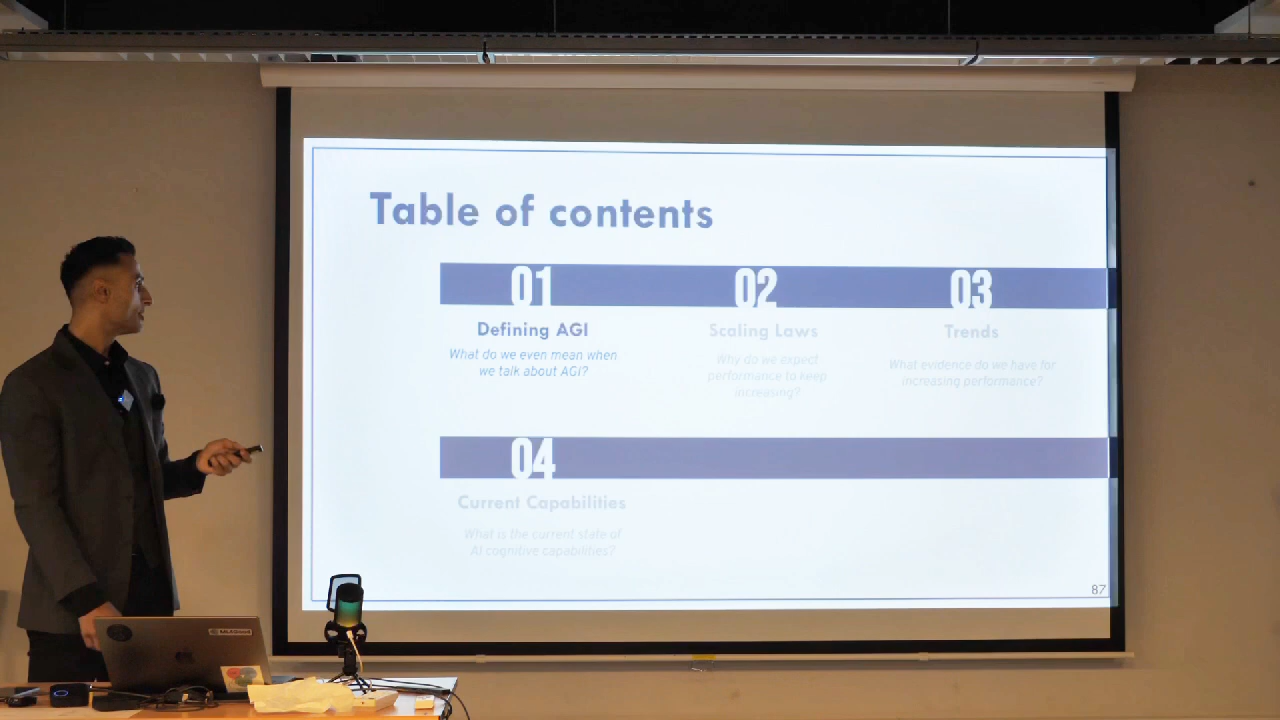 Table of contents
01
02
03
Defining AGI
Scaling Laws
Trends
What do we even mean when
we talk about AGI?
Why do we expect
performance to keep
increasing?
What evidence do we have for
increasing performance?
04
Current Capabilities
What is the current state of
AI cognitive capabilities?
87